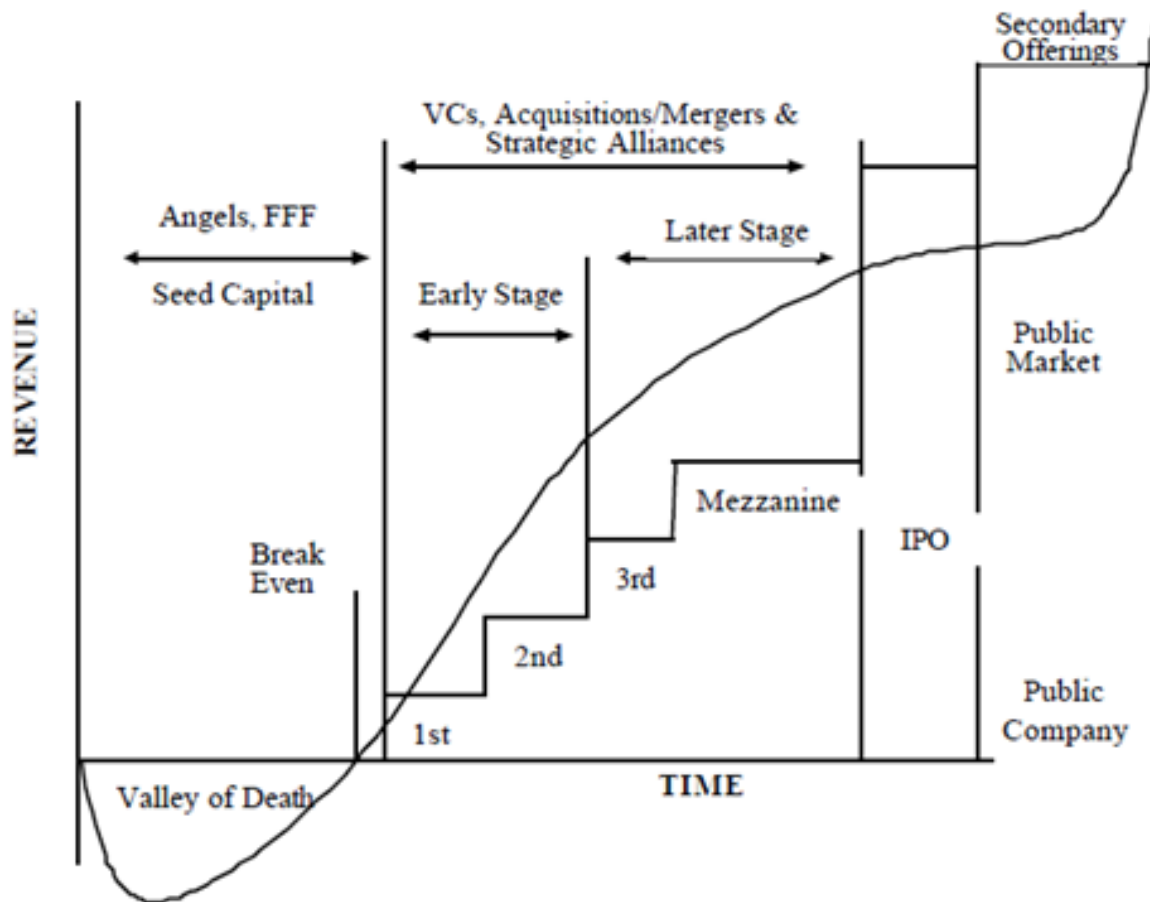 Secondary
Offerings
VCs, Acquisitions/Mergers &
Strategic Alliances
Angels, FFF
Later Stage
Seed Capital
Early Stage
REVENUE
Public
Market
Mezzanine
Break
Even
IPO
3rd
2nd
Public
Company
1st
Valley of Death
TIME